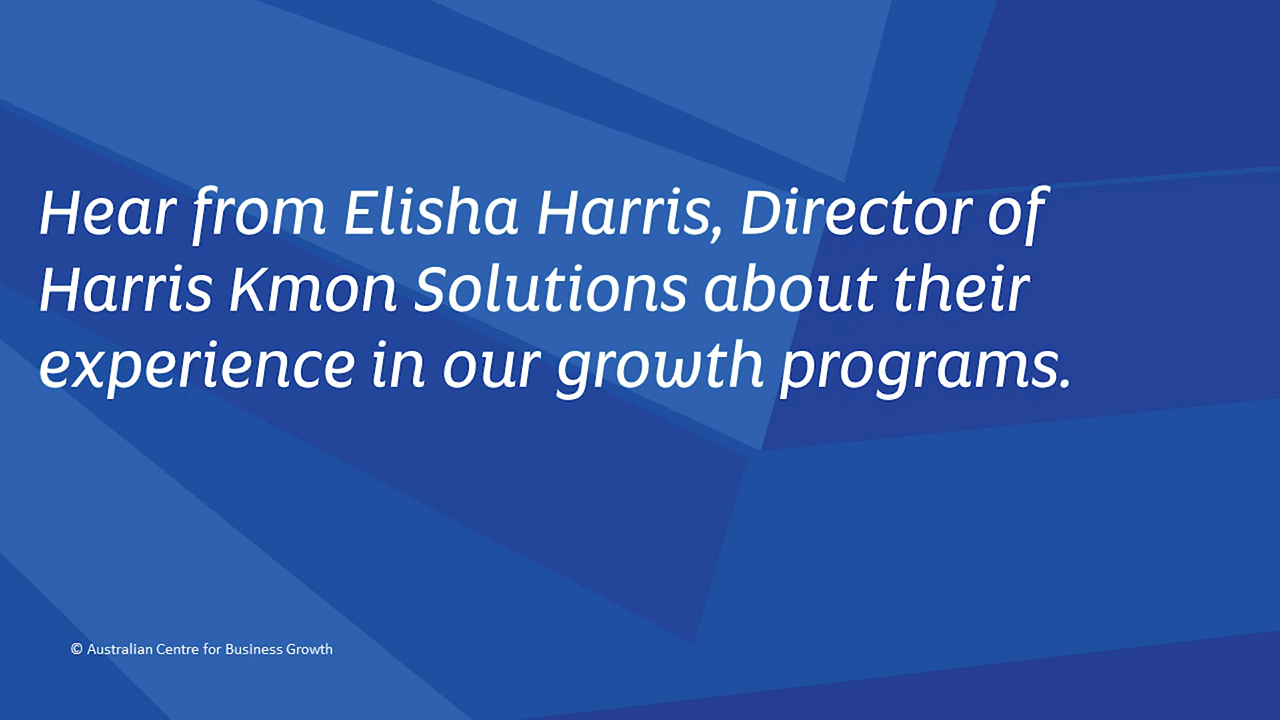 Hear from Elisha Harris, Director of
Harris Kmon Solutions about their
experience in our growth programs.
© Australian Centre for Business Growth